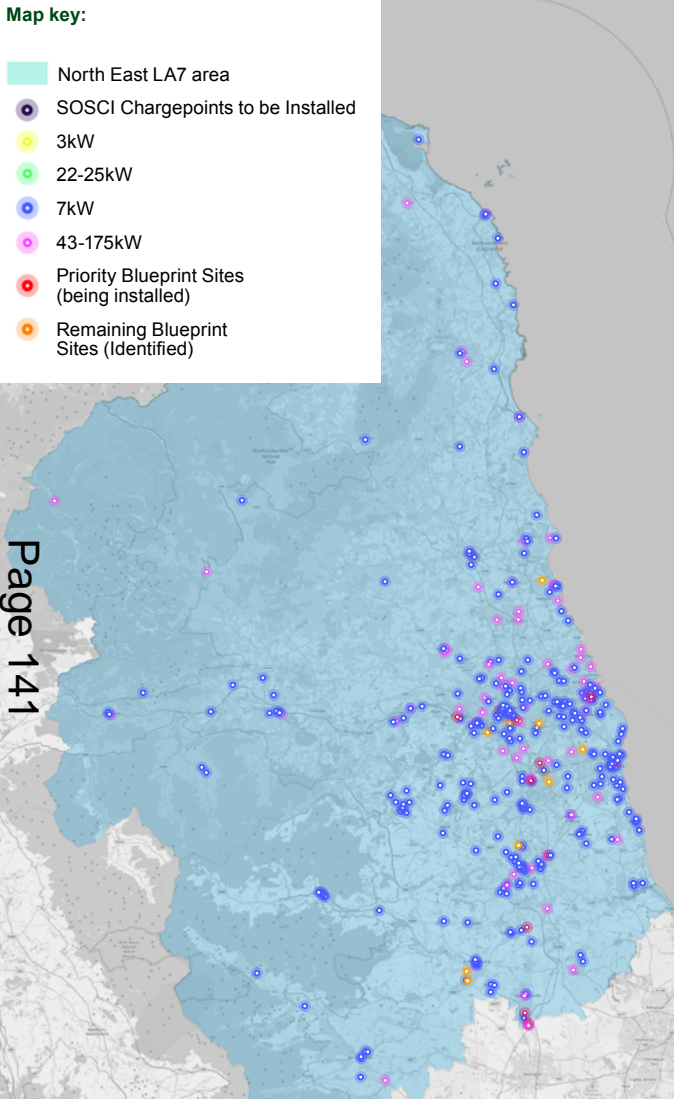 Map key:
North East LA7 area
SOSCI Chargepoints to be Installed
3kW
22-25kW
7kW
43-175kW
Priority Blueprint Sites
(being installed)
Remaining Blueprint
Sites (Identified)
Page 141